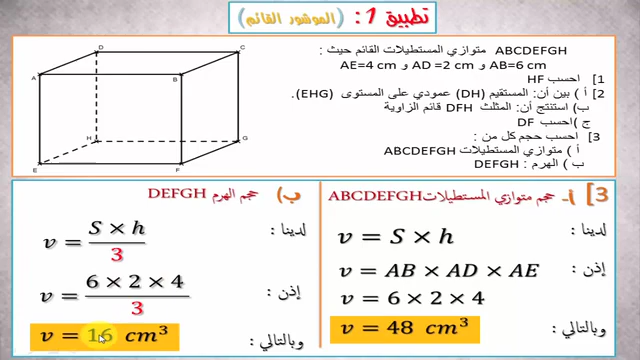 تطبيق 1: (الموشور القائم)
ABCDEFGH متوازي المستطيلات القائم حيث :
AB=6 cm و AD =2 cm و AE=4 cm
1] احسب HF
2] أ ) بين أن: المستقيم (DH) عمودي على المستوى (EHG).
ب) استنتج أن: المثلث DFH قائم الزاوية
ج )احسب DF
3] احسب حجم كل من :
أ ) متوازي المستطيلات ABCDEFGH
ب ) الهرم : DEFGH
D
C
A
B
H
G
E
F
3] أ- حجم متوازي المستطيلات ABCDEFGH
لدينا : v = S × h
إذن : v = AB × AD × AE
v = 6 × 2 × 4
وبالتالي : v = 48 cm³
ب) حجم الهرم DEFGH
لدينا : v = S × h / 3
إذن : v = 6 × 2 × 4 / 3
وبالتالي : v = 16 cm³